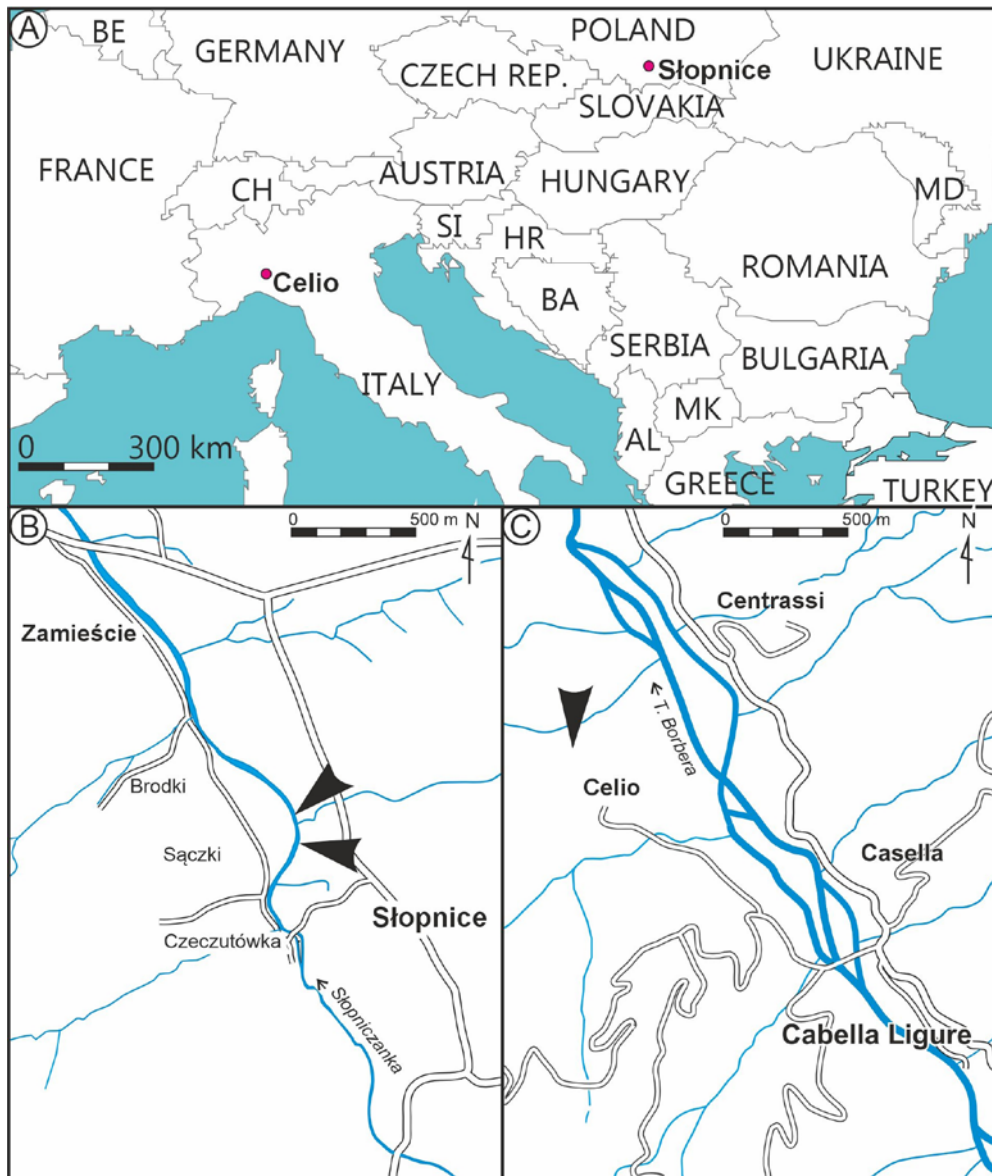 A
BE
GERMANY
POLAND
Słopnice
UKRAINE
CZECH REP.
SLOVAKIA
FRANCE
CH
AUSTRIA
HUNGARY
MD
SI
HR
ROMANIA
Celio
BA
SERBIA
BULGARIA
ITALY
MK
AL
GREECE
TURKEY
0 300 km
B
0 500 m N
Zamieście
Brodki
Sączki
Słopnice
Czeczutówka
← Słopniczanka
C
0 500 m N
Centrassi
← T. Borbera
Celio
Casella
Cabella Ligure